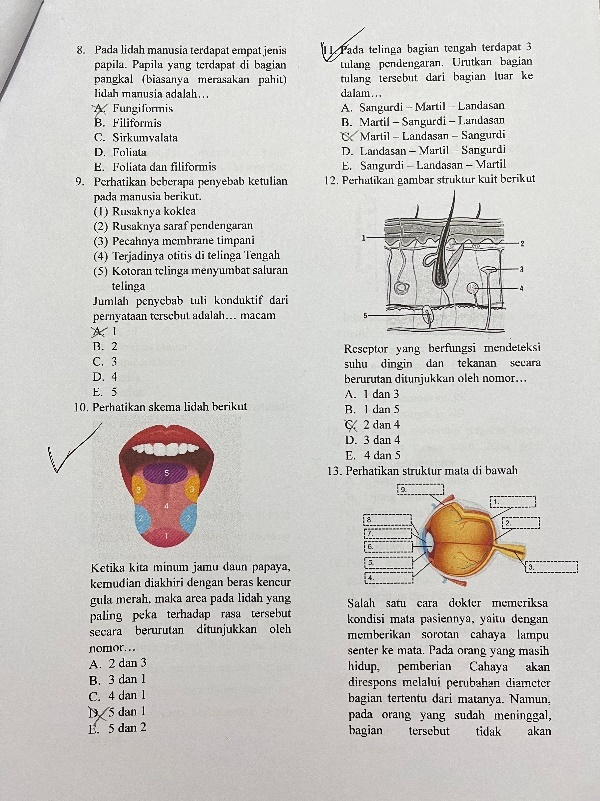 8. Pada lidah manusia terdapat empat jenis
papila. Papila yang terdapat di bagian
pangkal (biasanya merasakan pahit)
lidah manusia adalah…
A. Fungiformis
B. Filiformis
C. Sirkumvalata
D. Foliata
E. Foliata dan filiformis
9. Perhatikan beberapa penyebab ketulian
pada manusia berikut.
(1) Rusaknya koklea
(2) Rusaknya saraf pendengaran
(3) Pecahnya membrane timpani
(4) Terjadinya otitis di telinga Tengah
(5) Kotoran telinga menyumbat saluran
telinga
Jumlah penyebab tuli konduktif dari
pernyataan tersebut adalah… macam
A. 1
B. 2
C. 3
D. 4
E. 5
10. Perhatikan skema lidah berikut
5
3 3
4
2 2
1
Ketika kita minum jamu daun papaya,
kemudian diakhiri dengan beras kencur
gula merah, maka area pada lidah yang
paling peka terhadap rasa tersebut
secara berurutan ditunjukkan oleh
nomor…
A. 2 dan 3
B. 3 dan 1
C. 4 dan 1
D. 5 dan 1
E. 5 dan 2
11. Pada telinga bagian tengah terdapat 3
tulang pendengaran. Urutkan bagian
tulang tersebut dari bagian luar ke
dalam…
A. Sangurdi – Martil – Landasan
B. Martil – Sangurdi – Landasan
C. Martil – Landasan – Sangurdi
D. Landasan – Martil – Sangurdi
E. Sangurdi – Landasan – Martil
12. Perhatikan gambar struktur kuit berikut
1
2
3
4
5
Reseptor yang berfungsi mendeteksi
suhu dingin dan tekanan secara
berurutan ditunjukkan oleh nomor…
A. 1 dan 3
B. 1 dan 5
C. 2 dan 4
D. 3 dan 4
E. 4 dan 5
13. Perhatikan struktur mata di bawah
9.
1.
8.
2.
7.
6.
5.
3.
4.
Salah satu cara dokter memeriksa
kondisi mata pasiennya, yaitu dengan
memberikan sorotan cahaya lampu
senter ke mata. Pada orang yang masih
hidup, pemberian Cahaya akan
direspons melalui perubahan diameter
bagian tertentu dari matanya. Namun,
pada orang yang sudah meninggal,
bagian tersebut tidak akan